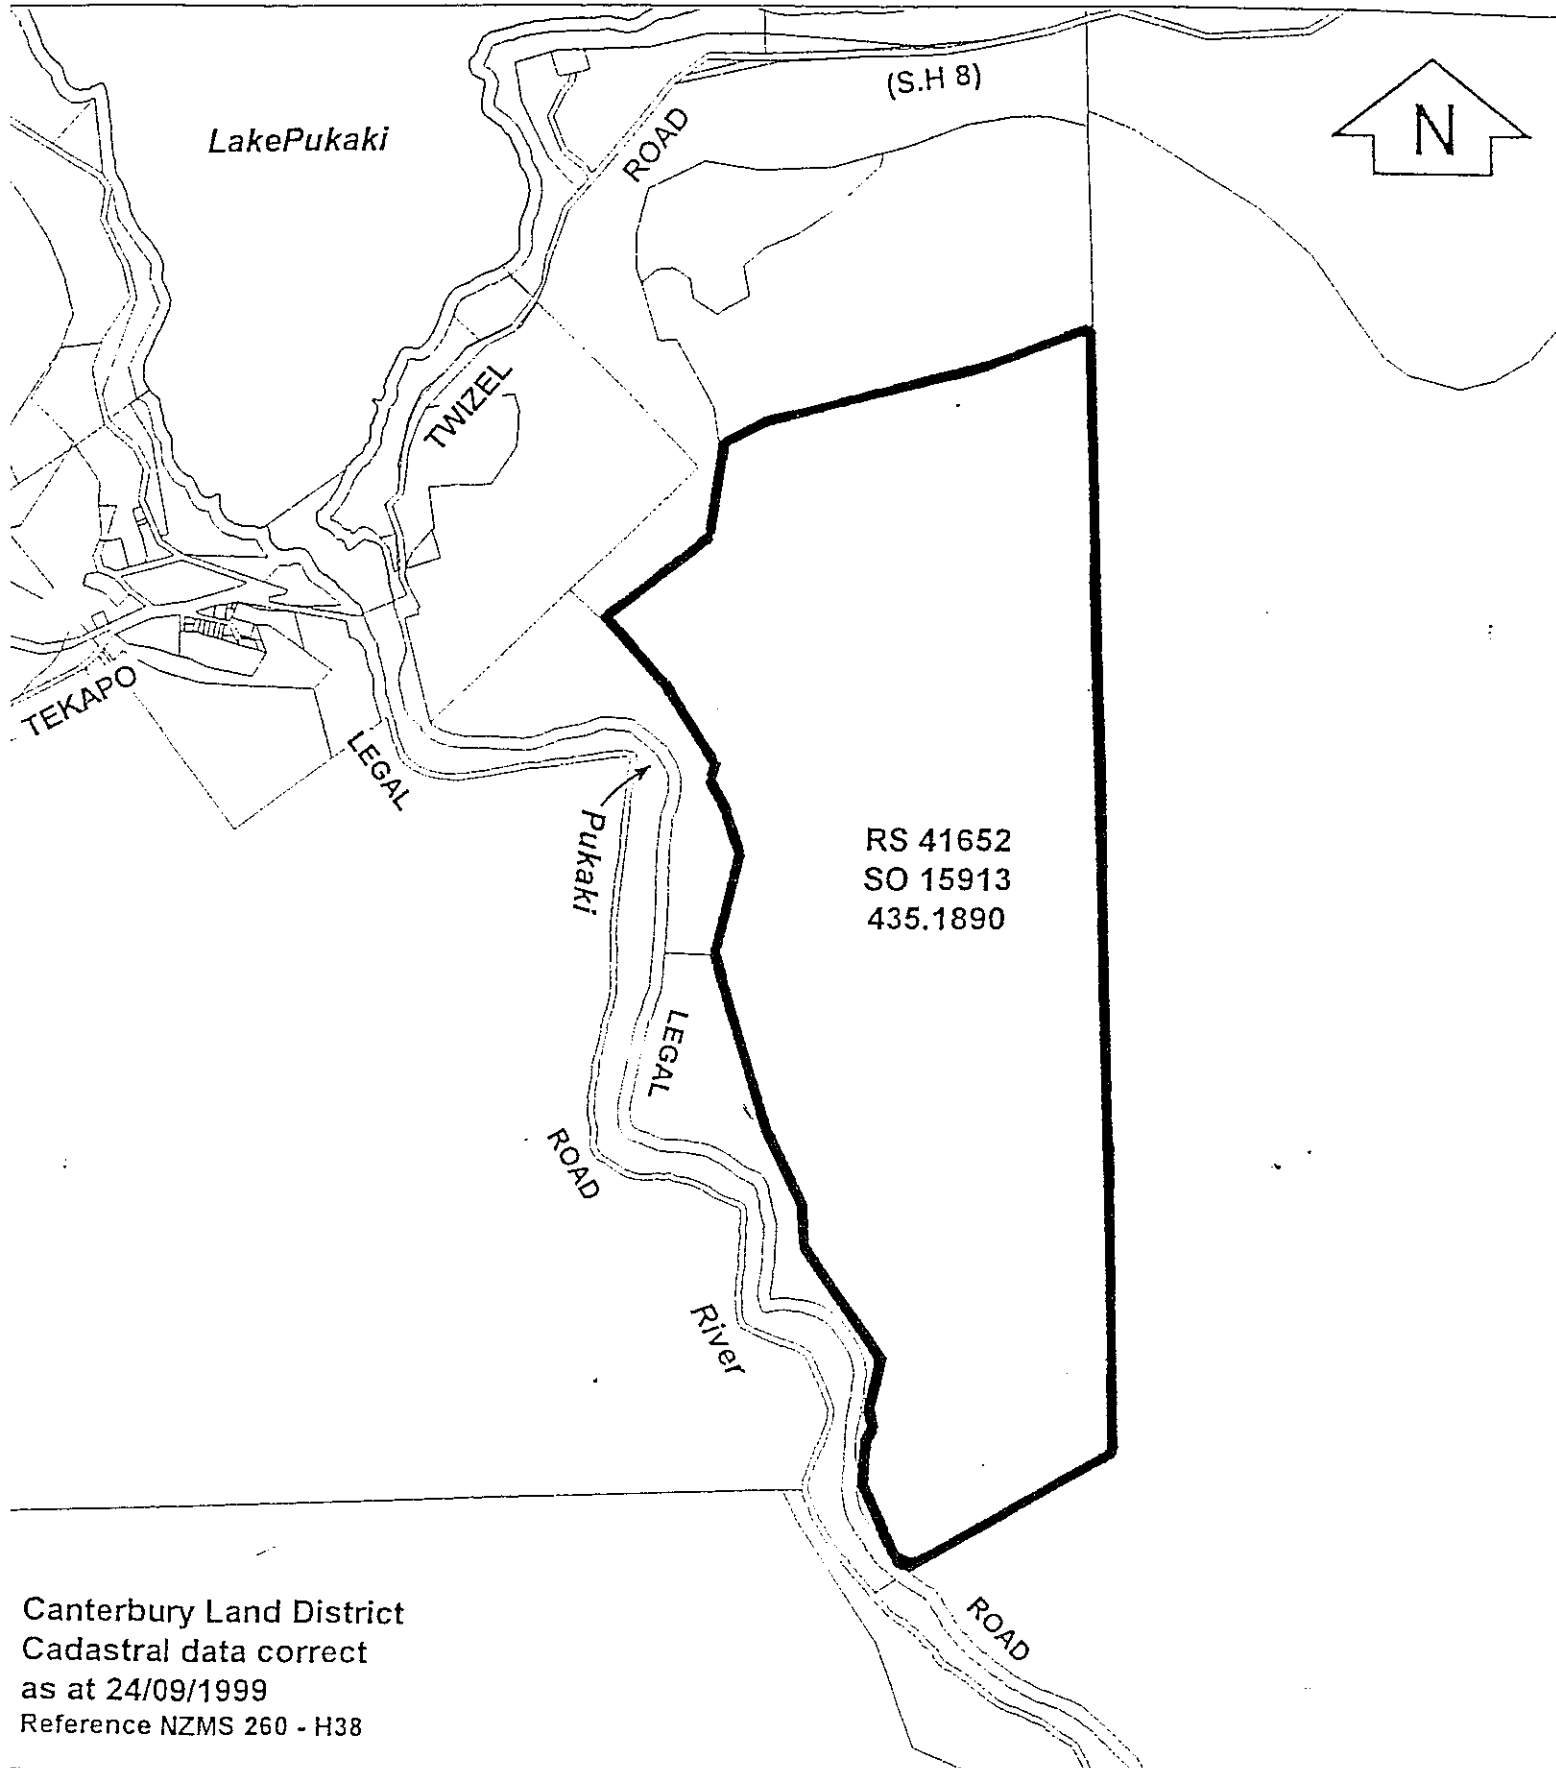 (S.H 8)
N
LakePukaki
ROAD
TWIZEL
TEKAPO
LEGAL
Pukaki
RS 41652
SO 15913
435.1890
LEGAL
ROAD
River
ROAD
Canterbury Land District
Cadastral data correct
as at 24/09/1999
Reference NZMS 260 - H38